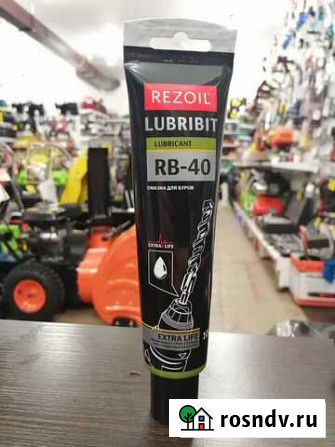 REZOIL
LUBRIBIT
LUBRICANT
RB-40
СМАЗКА ДЛЯ БУРОВ
EXTRA LIFE
EXTRA LIFE
rosndv.ru